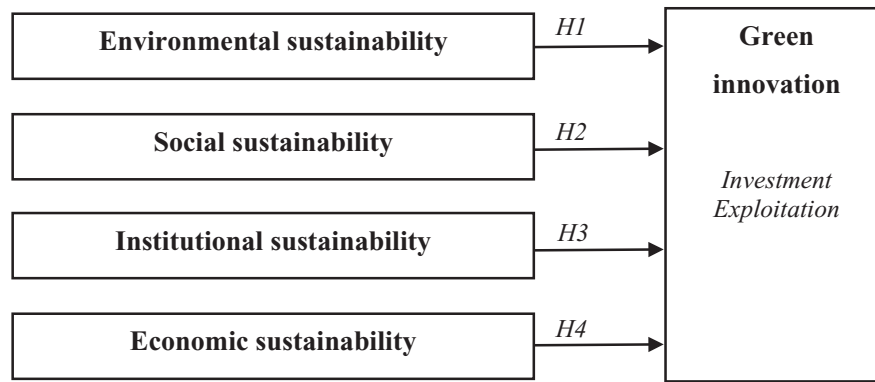 Environmental sustainability
H1
Green
innovation
Social sustainability
H2
Investment
Exploitation
Institutional sustainability
H3
Economic sustainability
H4